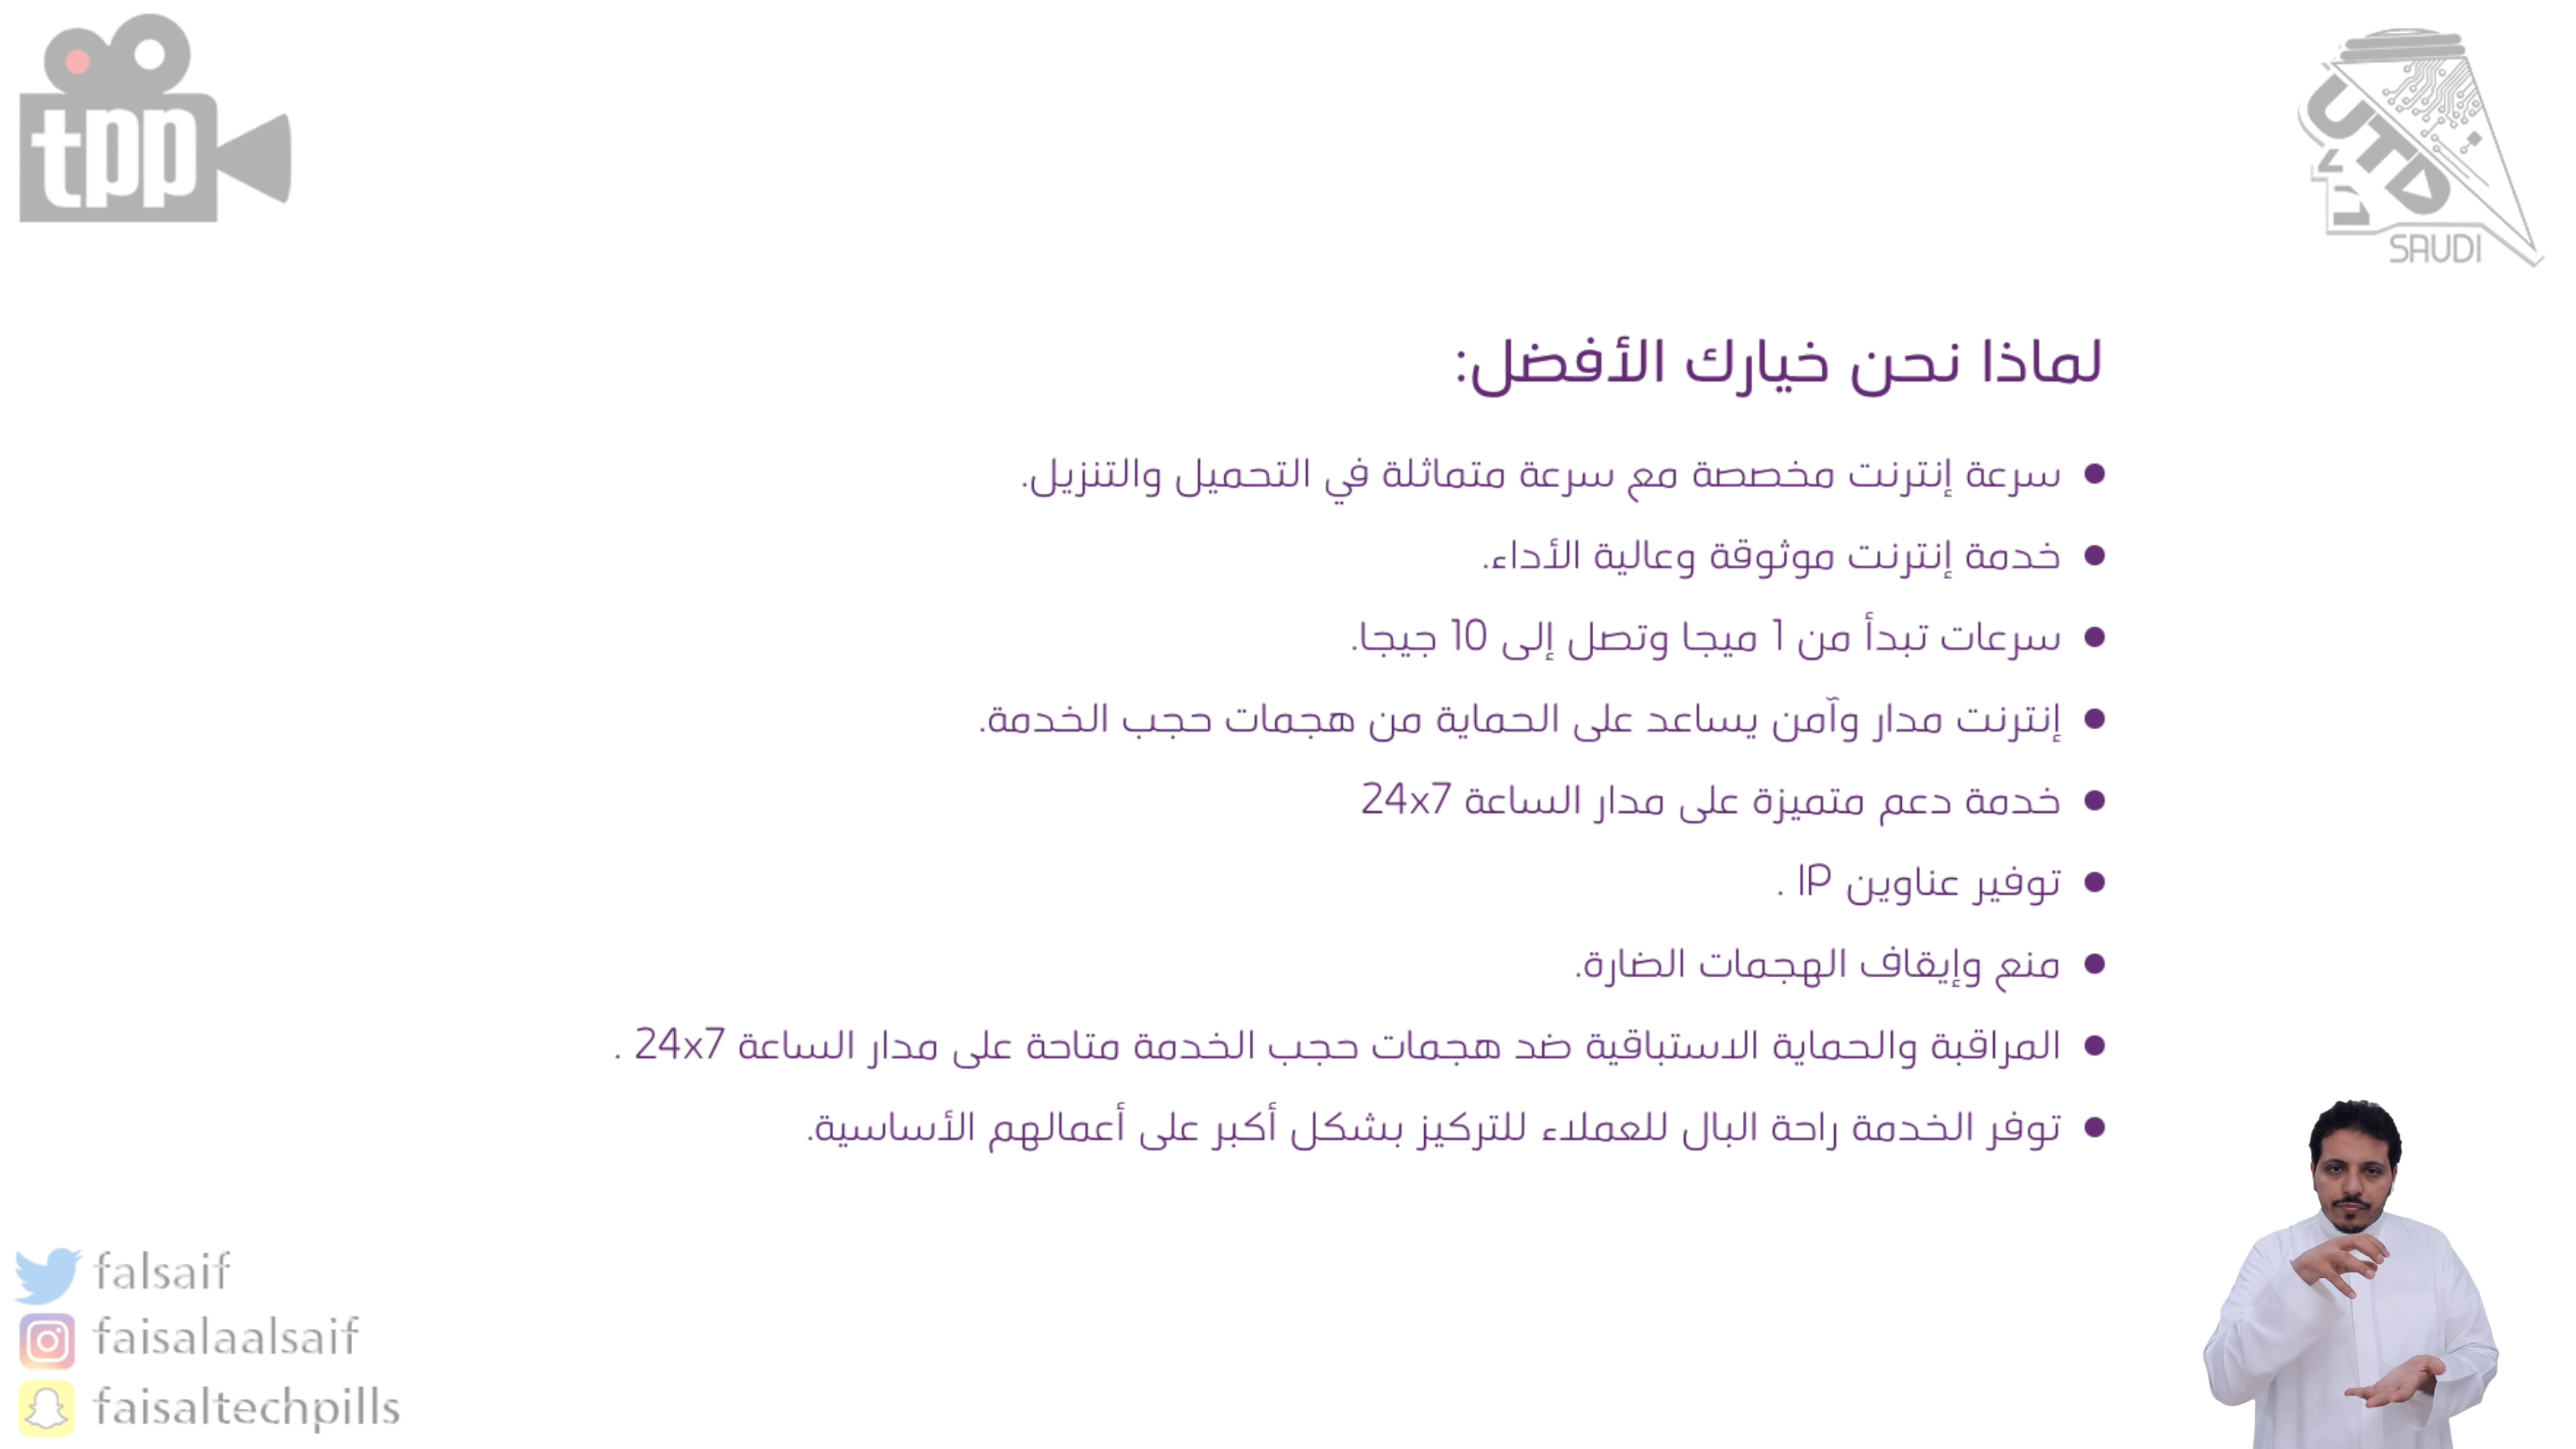 tpp
UTD
SAUDI
لماذا نحن خيارك الأفضل:
سرعة إنترنت مخصصة مع سرعة متماثلة في التحميل والتنزيل.
خدمة إنترنت موثوقة وعالية الأداء.
سرعات تبدأ من 1 ميجا وتصل إلى 10 جيجا.
إنترنت مدار وآمن يساعد على الحماية من هجمات حجب الخدمة.
خدمة دعم متميزة على مدار الساعة 24x7
توفير عناوين IP .
منع وإيقاف الهجمات الضارة.
المراقبة والحماية الاستباقية ضد هجمات حجب الخدمة متاحة على مدار الساعة 24x7 .
توفر الخدمة راحة البال للعملاء للتركيز بشكل أكبر على أعمالهم الأساسية.
falsaif
faisalaalsaif
faisaltechpills